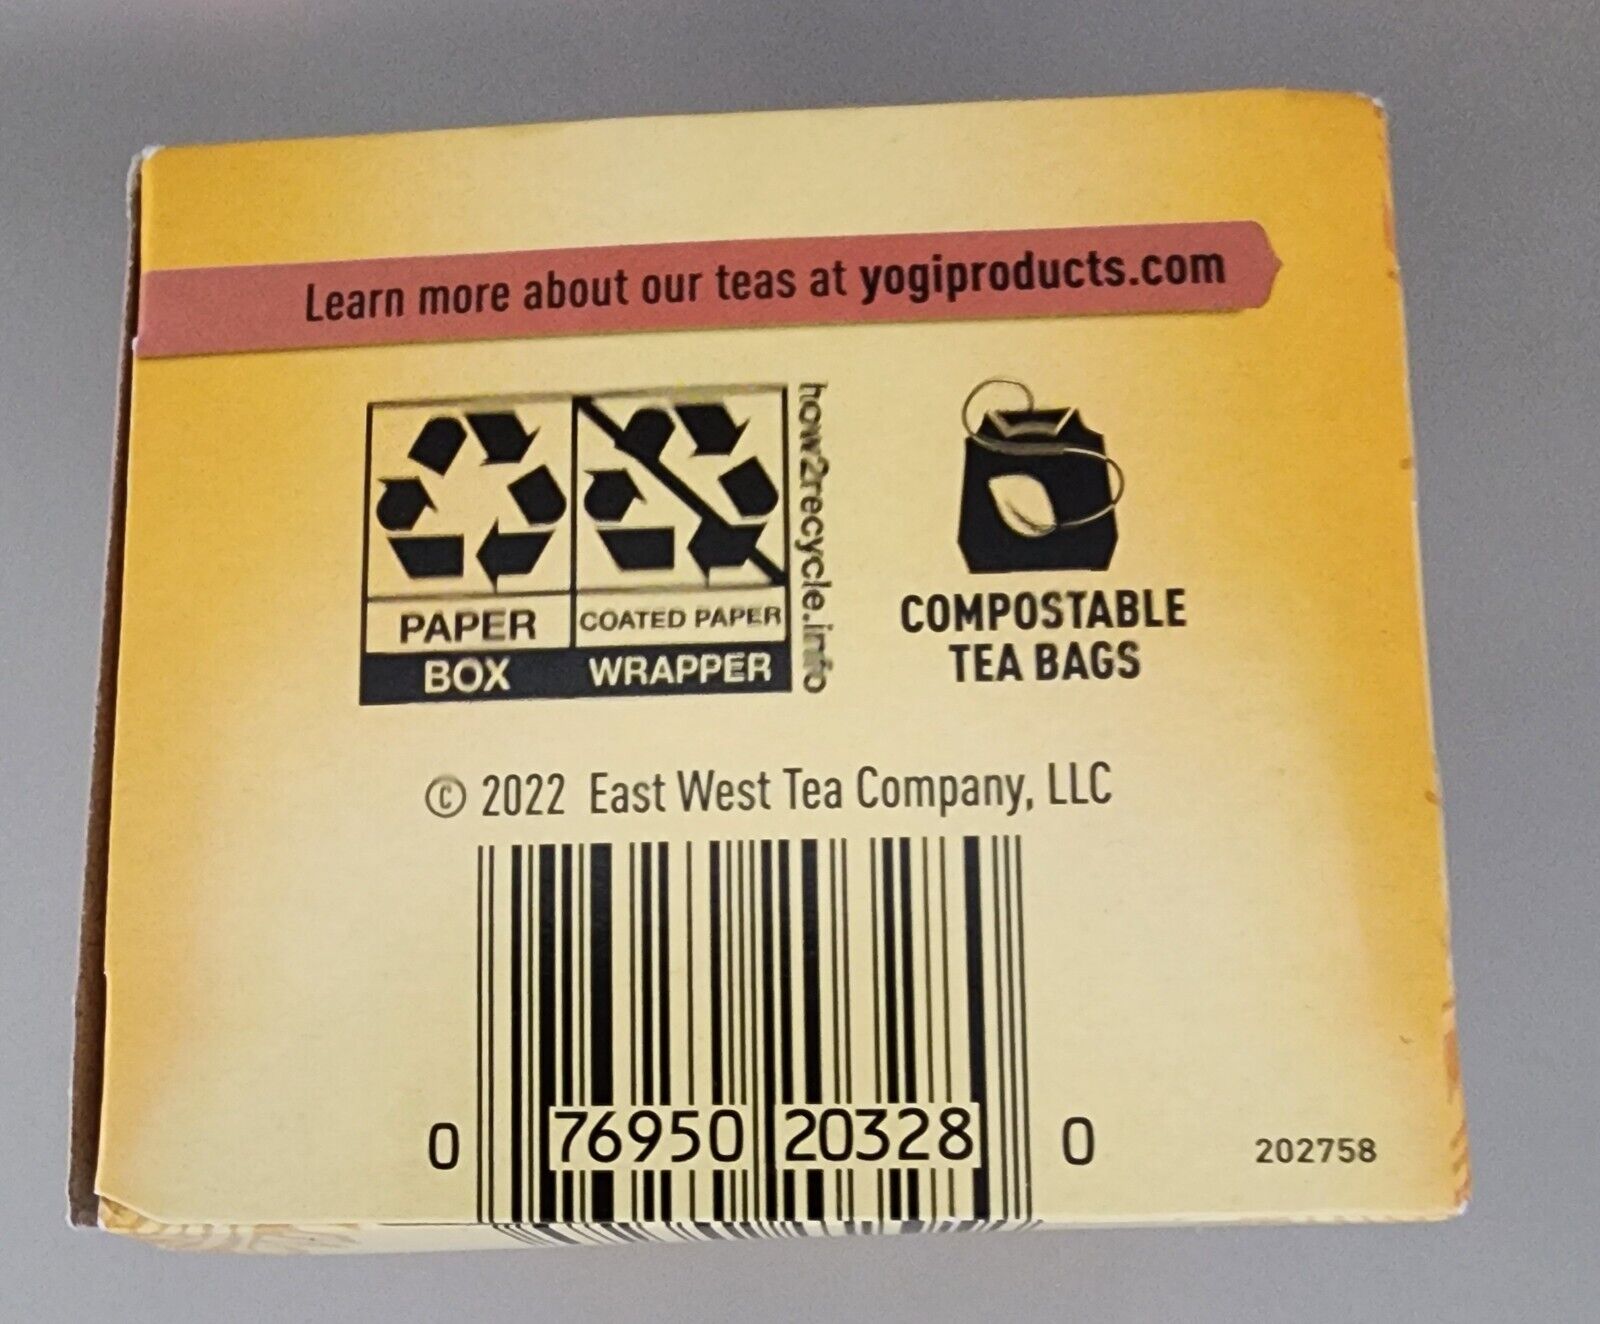 Learn more about our teas at yogiproducts.com
PAPER
BOX
COATED PAPER
WRAPPER
how2recycle.info
COMPOSTABLE
TEA BAGS
© 2022 East West Tea Company, LLC
0 76950 20328 0
202758